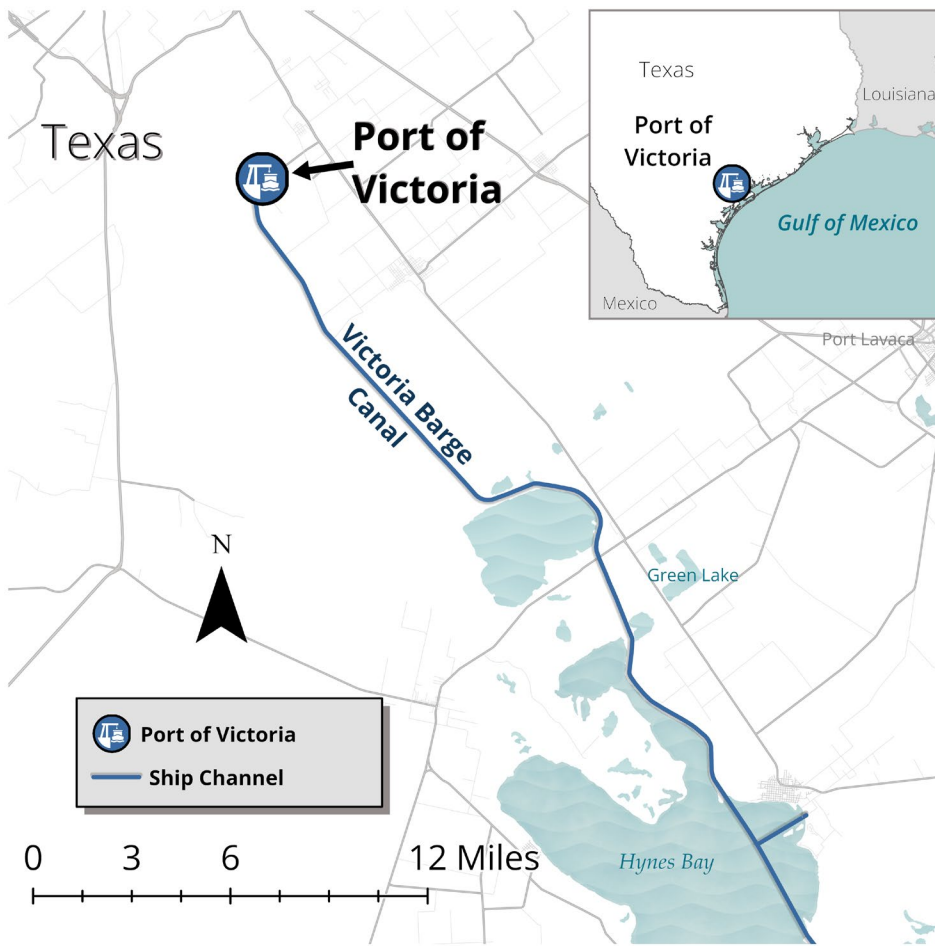 Texas
Port of
Victoria
Texas
Louisiana
Port of
Victoria
Gulf of Mexico
Mexico
Port Lavaca
Victoria Barge
Canal
N
Green Lake
Port of Victoria
Ship Channel
0 3 6 12 Miles
Hynes Bay